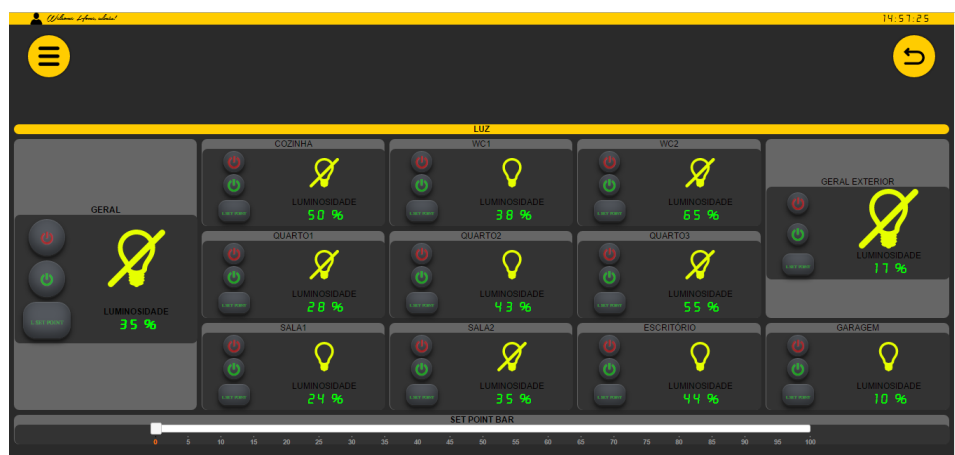 Welcome Home, admin!
14:57:25
LUZ
GERAL
LUMINOSIDADE
35 %
COZINHA
LUMINOSIDADE
50 %
WC1
LUMINOSIDADE
38 %
WC2
LUMINOSIDADE
65 %
GERAL EXTERIOR
LUMINOSIDADE
17 %
QUARTO1
LUMINOSIDADE
28 %
QUARTO2
LUMINOSIDADE
43 %
QUARTO3
LUMINOSIDADE
55 %
SALA1
LUMINOSIDADE
24 %
SALA2
LUMINOSIDADE
35 %
ESCRITÓRIO
LUMINOSIDADE
44 %
GARAGEM
LUMINOSIDADE
10 %
SET POINT BAR
0 5 10 15 20 25 30 35 40 45 50 55 60 65 70 75 80 85 90 95 100